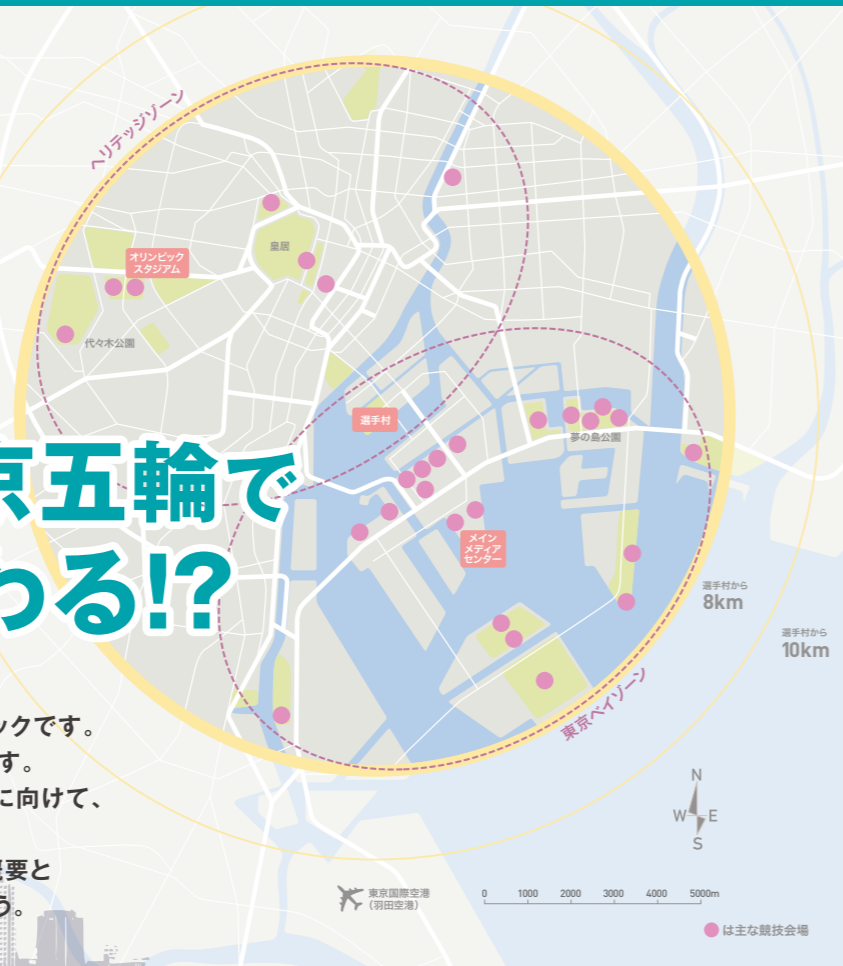 ヘリテッジゾーン
オリンピック
スタジアム
皇居
代々木公園
選手村
夢の島公園
京五輪で
わる!?
メイン
メディア
センター
選手村から
8km
選手村から
10km
東京ベイゾーン
ックです。
す。
に向けて、
概要と
う。
N
W E
S
東京国際空港
（羽田空港）
0 1000 2000 3000 4000 5000m
は主な競技会場